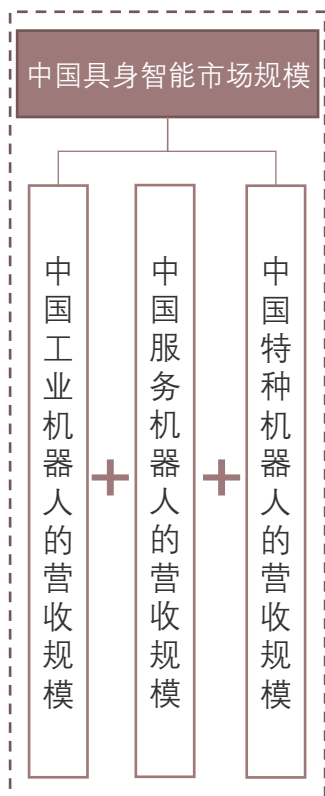 中国具身智能市场规模
中国工业机器人的营收规模
+
中国服务机器人的营收规模
+
中国特种机器人的营收规模